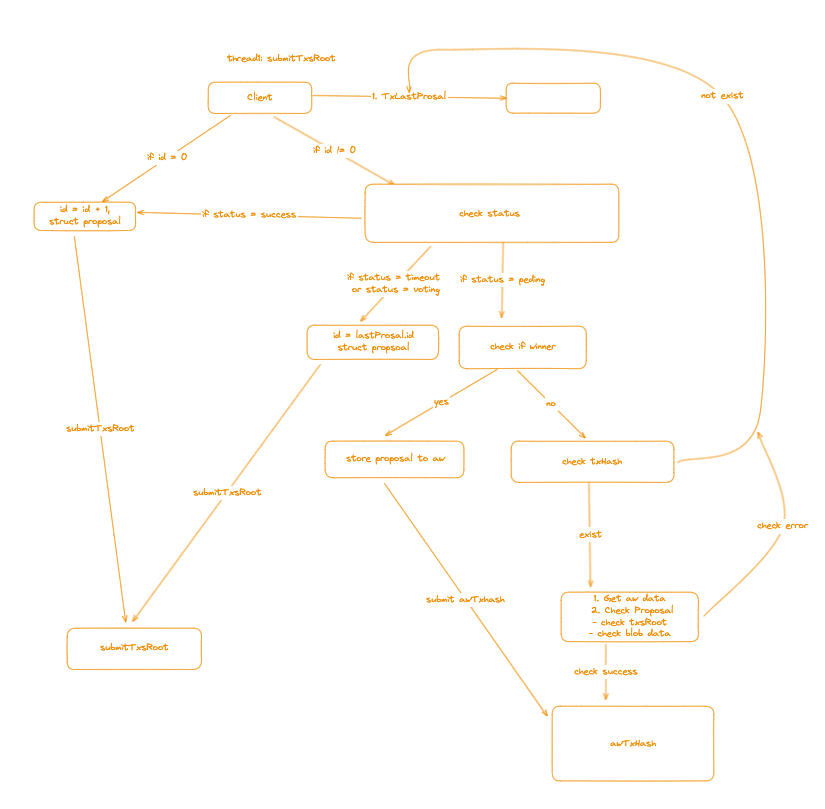 thread1: submitTxsRoot
Client
1. TxLastProsal
not exist
if id = 0
if id != 0
id = id + 1,
struct proposal
if status = success
check status
if status = timeout
or status = voting
if status = peding
id = lastProsal.id
struct propsoal
check if winner
yes
no
submitTxsRoot
store proposal to aw
check txHash
submitTxsRoot
exist
check error
submit awTxhash
1. Get aw data
2. Check Proposal
- check txsRoot
- check blob data
submitTxsRoot
check success
awTxHash